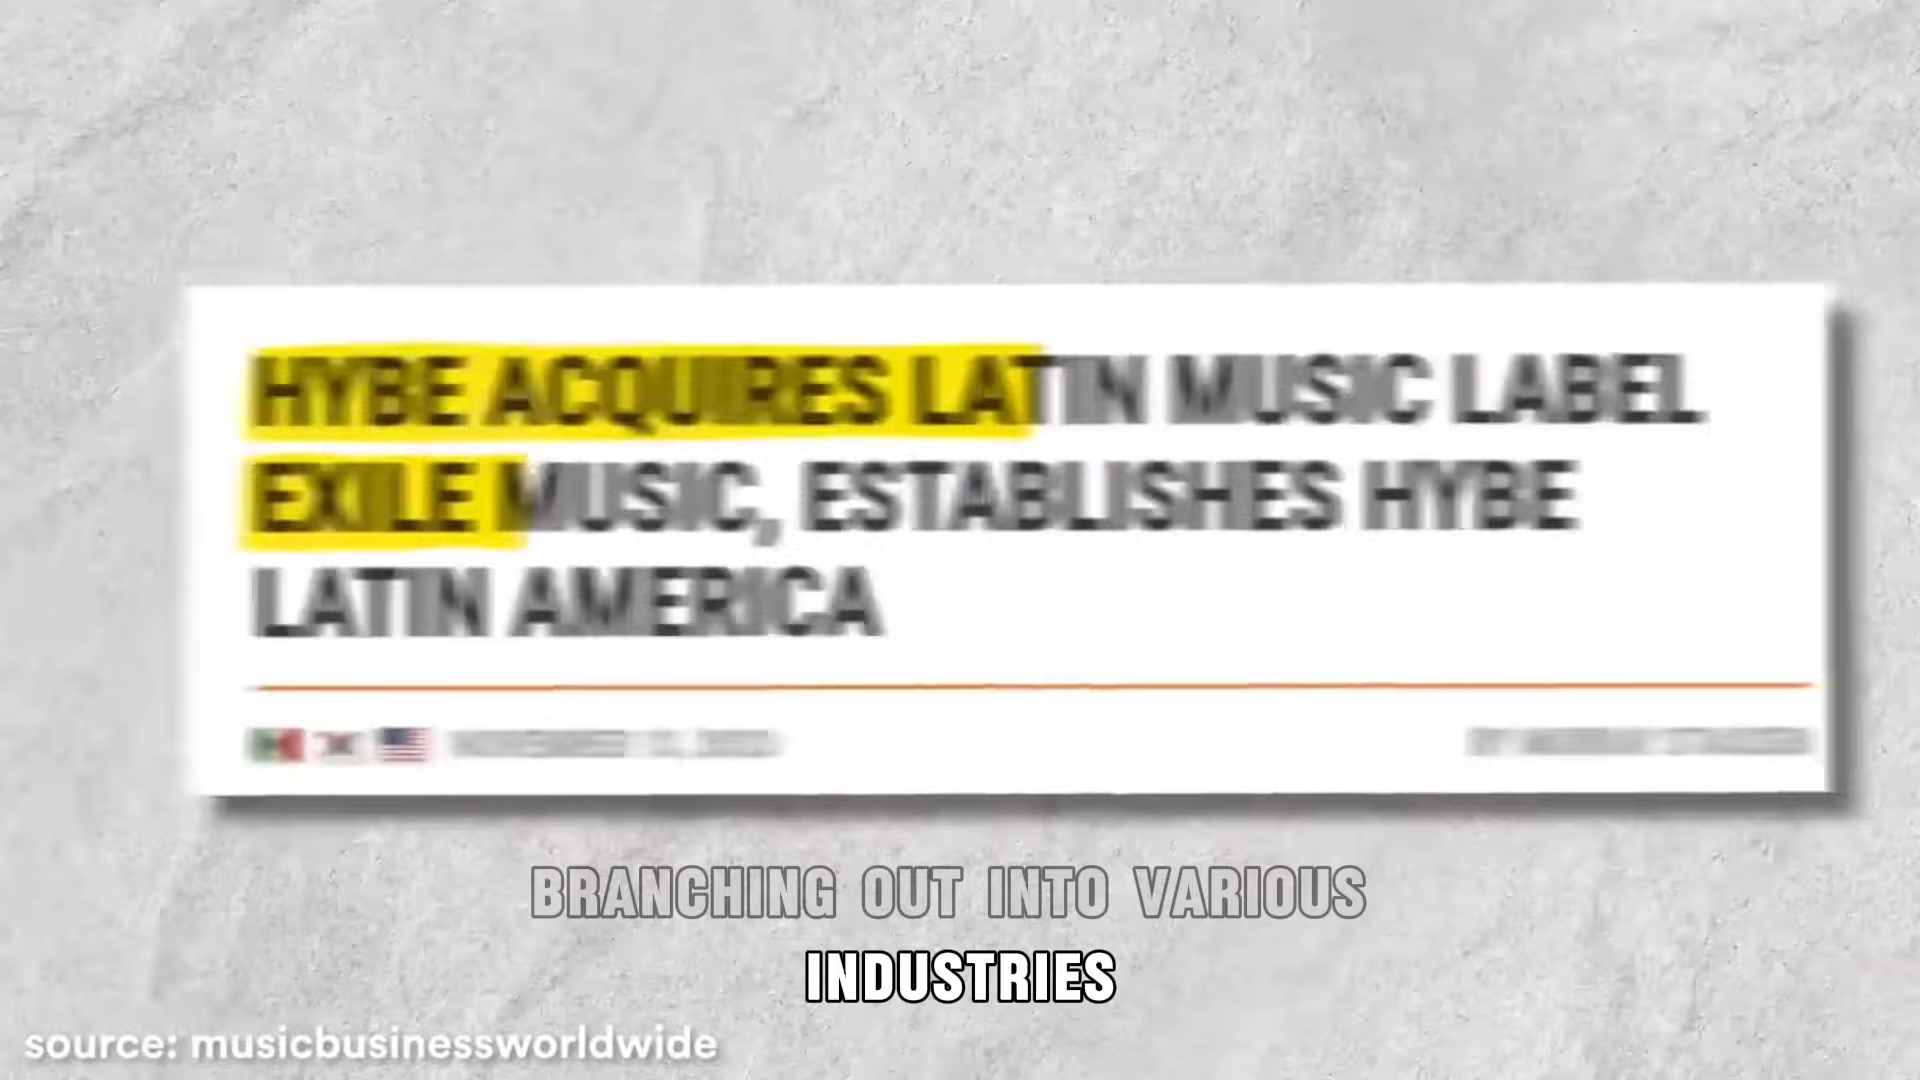 HYBE ACQUIRES LATIN MUSIC LABEL
EXILE MUSIC, ESTABLISHES HYBE
LATIN AMERICA
BRANCHING OUT INTO VARIOUS
INDUSTRIES
source: musicbusinessworldwide